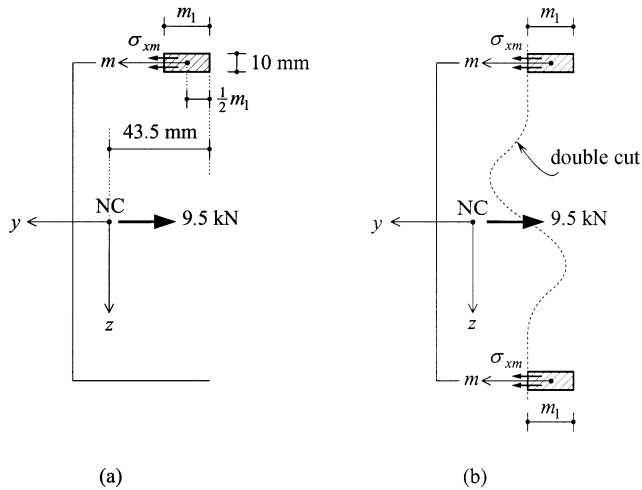 m₁
σₓₘ
m
10 mm
½ m₁
43.5 mm
NC
y
9.5 kN
z
(a)
m₁
σₓₘ
m
double cut
NC
y
9.5 kN
z
σₓₘ
m
m₁
(b)